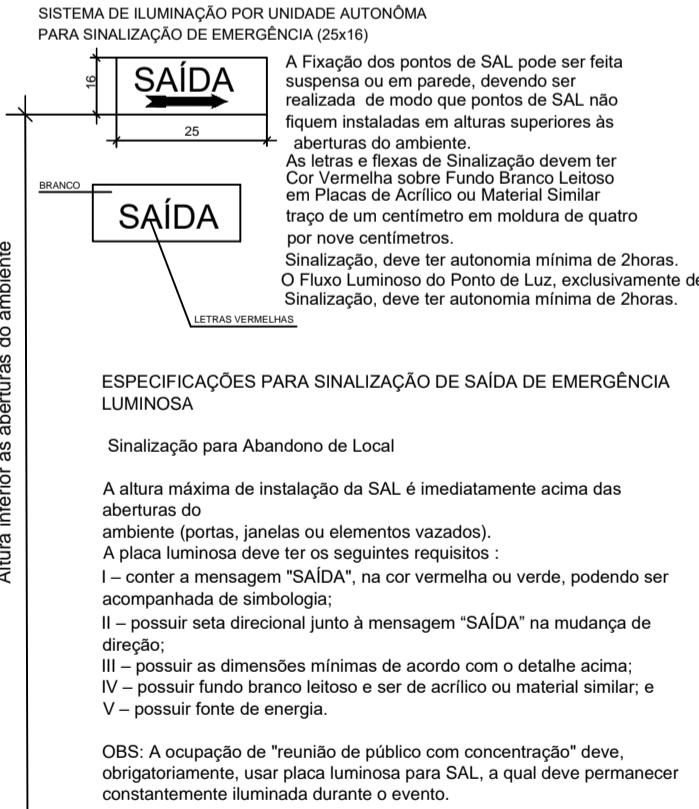 SISTEMA DE ILUMINAÇÃO POR UNIDADE AUTONÔMA
PARA SINALIZAÇÃO DE EMERGÊNCIA (25x16)
16
SAÍDA
25
A Fixação dos pontos de SAL pode ser feita
suspensa ou em parede, devendo ser
realizada de modo que pontos de SAL não
fiquem instaladas em alturas superiores às
aberturas do ambiente.
As letras e flexas de Sinalização devem ter
Cor Vermelha sobre Fundo Branco Leitoso
em Placas de Acrílico ou Material Similar
traço de um centímetro em moldura de quatro
por nove centímetros.
Sinalização, deve ter autonomia mínima de 2horas.
O Fluxo Luminoso do Ponto de Luz, exclusivamente de
Sinalização, deve ter autonomia mínima de 2horas.
BRANCO
SAÍDA
LETRAS VERMELHAS
Altura inferior as aberturas do ambiente
ESPECIFICAÇÕES PARA SINALIZAÇÃO DE SAÍDA DE EMERGÊNCIA
LUMINOSA
Sinalização para Abandono de Local
A altura máxima de instalação da SAL é imediatamente acima das
aberturas do
ambiente (portas, janelas ou elementos vazados).
A placa luminosa deve ter os seguintes requisitos :
I – conter a mensagem "SAÍDA", na cor vermelha ou verde, podendo ser
acompanhada de simbologia;
II – possuir seta direcional junto à mensagem “SAÍDA” na mudança de
direção;
III – possuir as dimensões mínimas de acordo com o detalhe acima;
IV – possuir fundo branco leitoso e ser de acrílico ou material similar; e
V – possuir fonte de energia.
OBS: A ocupação de "reunião de público com concentração" deve,
obrigatoriamente, usar placa luminosa para SAL, a qual deve permanecer
constantemente iluminada durante o evento.